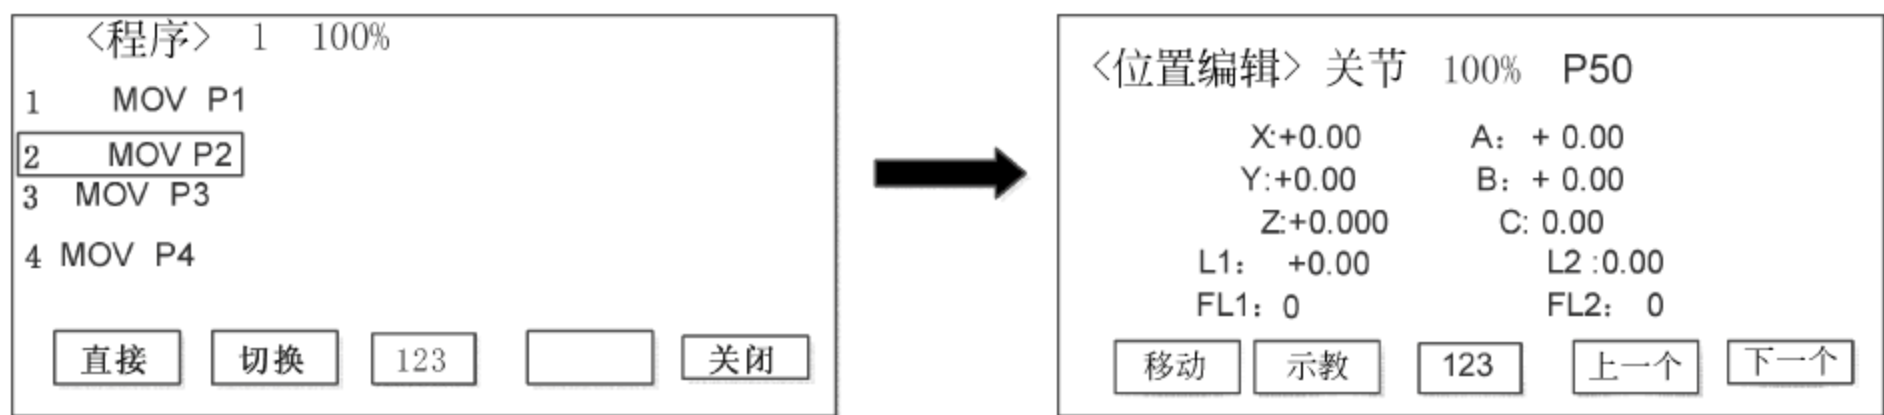 <程序> 1 100%
1 MOV P1
2 MOV P2
3 MOV P3
4 MOV P4
直接 切换 123 关闭
<位置编辑> 关节 100% P50
X:+0.00 A: + 0.00
Y:+0.00 B: + 0.00
Z:+0.000 C: 0.00
L1: +0.00 L2 :0.00
FL1: 0 FL2: 0
移动 示教 123 上一个 下一个